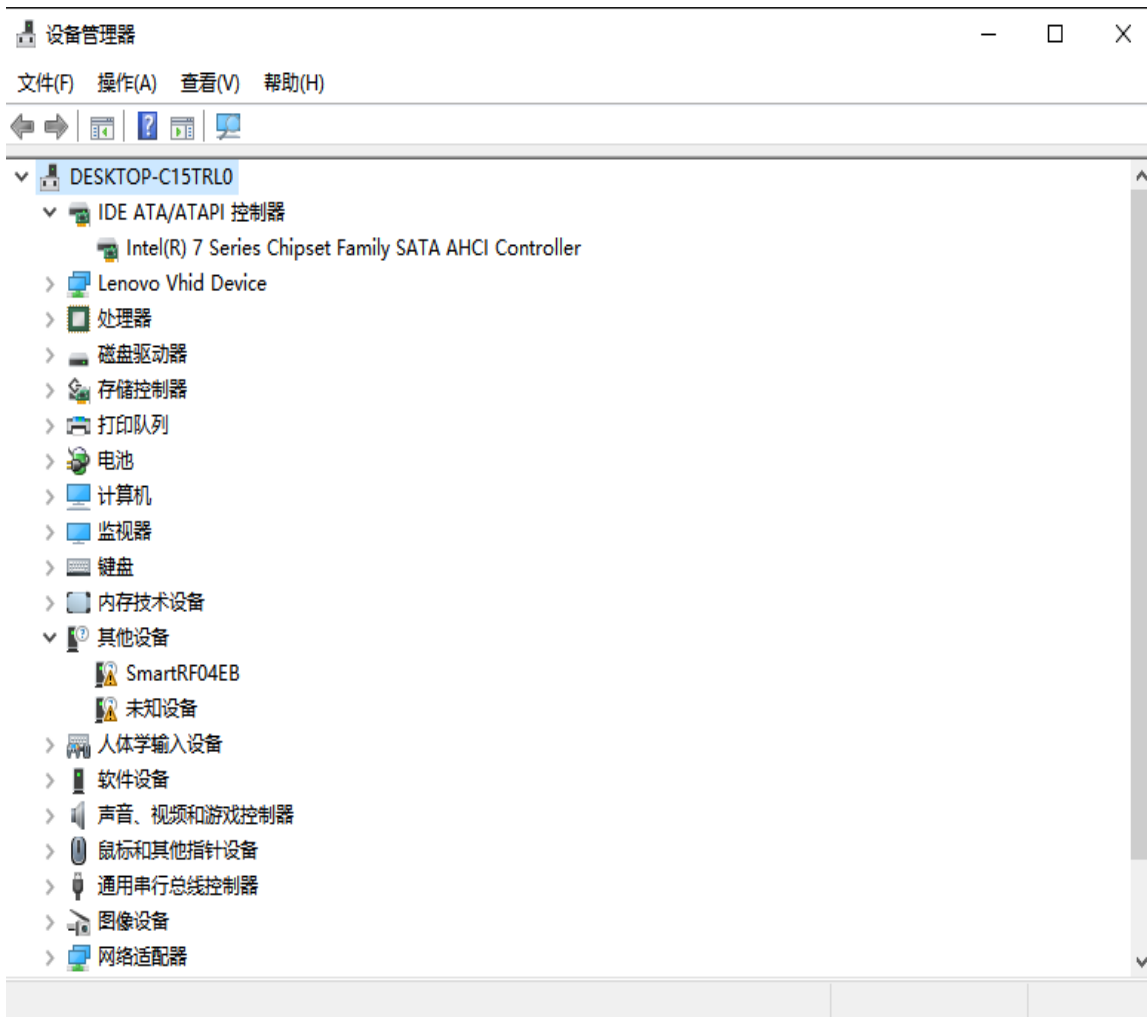 设备管理器
文件(F) 操作(A) 查看(V) 帮助(H)
DESKTOP-C15TRL0
IDE ATA/ATAPI 控制器
Intel(R) 7 Series Chipset Family SATA AHCI Controller
Lenovo Vhid Device
处理器
磁盘驱动器
存储控制器
打印队列
电池
计算机
监视器
键盘
内存技术设备
其他设备
SmartRF04EB
未知设备
人体学输入设备
软件设备
声音、视频和游戏控制器
鼠标和其他指针设备
通用串行总线控制器
图像设备
网络适配器